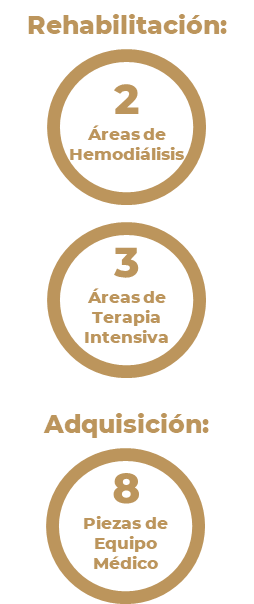 Rehabilitación:
2
Áreas de
Hemodiálisis
3
Áreas de
Terapia
Intensiva
Adquisición:
8
Piezas de
Equipo
Médico